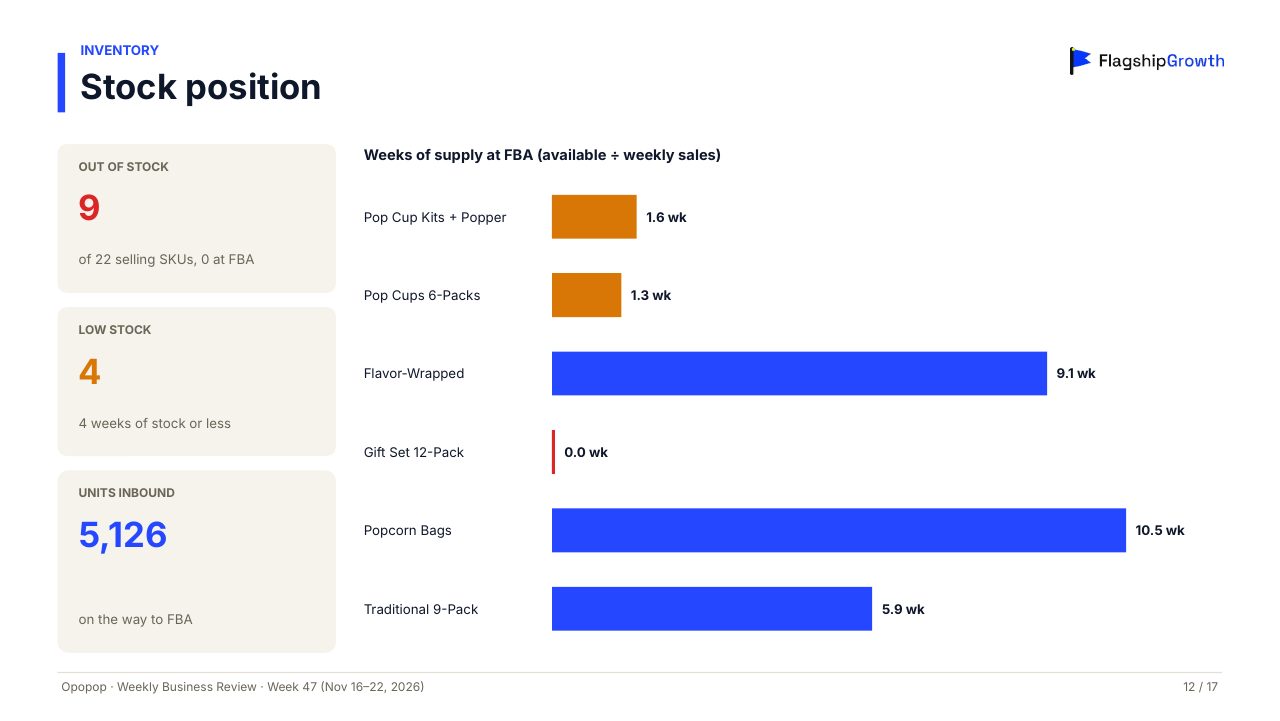 INVENTORY
Stock position
FlagshipGrowth
OUT OF STOCK
9
of 22 selling SKUs, 0 at FBA
LOW STOCK
4
4 weeks of stock or less
UNITS INBOUND
5,126
on the way to FBA
Weeks of supply at FBA (available ÷ weekly sales)
Pop Cup Kits + Popper 1.6 wk
Pop Cups 6-Packs 1.3 wk
Flavor-Wrapped 9.1 wk
Gift Set 12-Pack 0.0 wk
Popcorn Bags 10.5 wk
Traditional 9-Pack 5.9 wk
Opopop · Weekly Business Review · Week 47 (Nov 16–22, 2026) 12 / 17